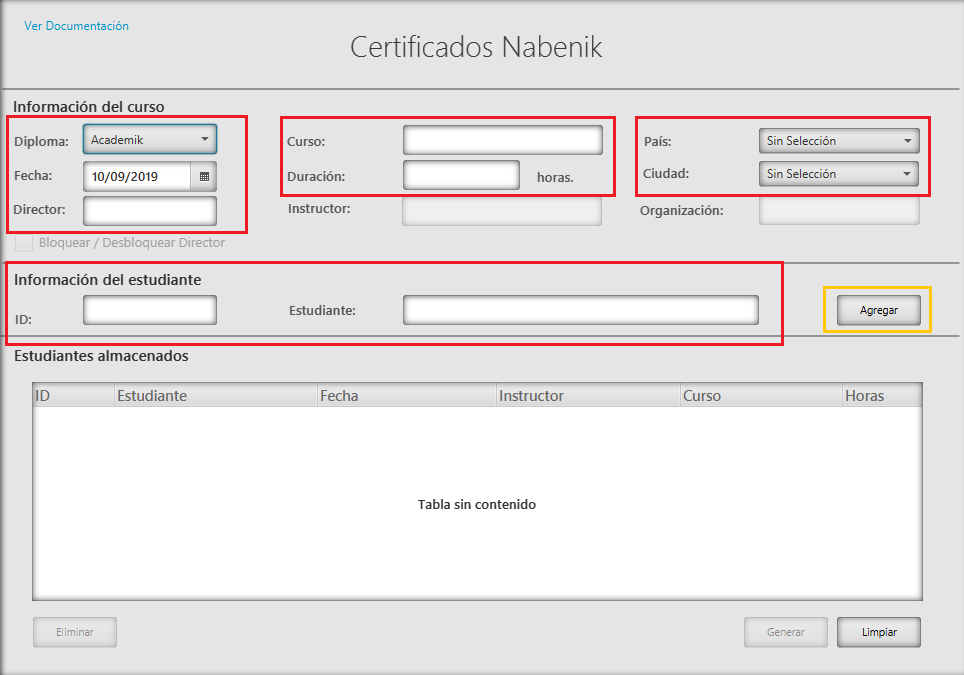 Ver Documentación
Certificados Nabenik
Información del curso
Diploma: Academik
Curso:
País: Sin Selección
Fecha: 10/09/2019
Duración: horas.
Ciudad: Sin Selección
Director:
Instructor:
Organización:
Bloquear / Desbloquear Director
Información del estudiante
ID:
Estudiante:
Agregar
Estudiantes almacenados
ID Estudiante Fecha Instructor Curso Horas
Tabla sin contenido
Eliminar Generar Limpiar